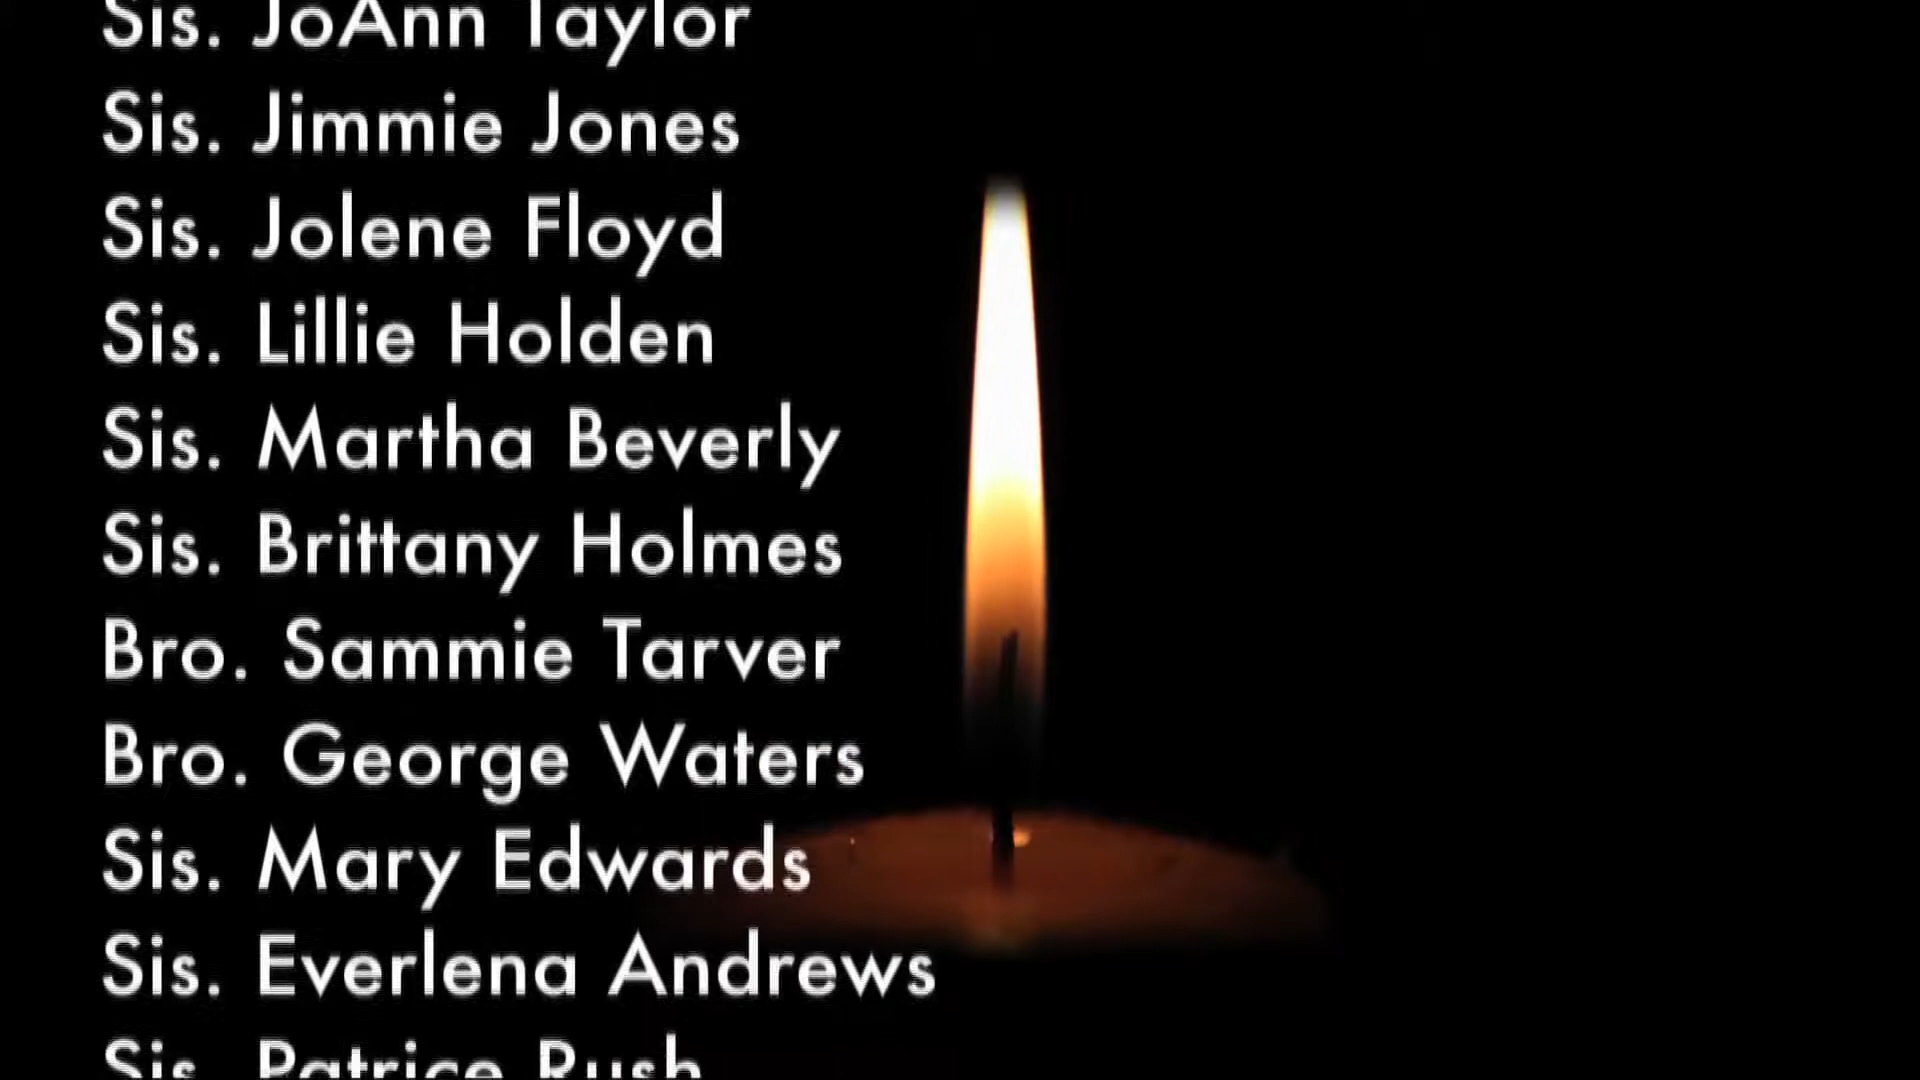 Sis. JoAnn Taylor
Sis. Jimmie Jones
Sis. Jolene Floyd
Sis. Lillie Holden
Sis. Martha Beverly
Sis. Brittany Holmes
Bro. Sammie Tarver
Bro. George Waters
Sis. Mary Edwards
Sis. Everlena Andrews
Sis. Patrice Rush